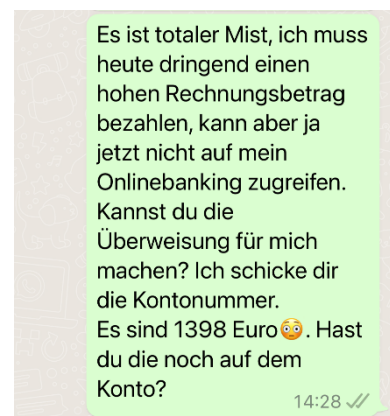 Es ist totaler Mist, ich muss
heute dringend einen
hohen Rechnungsbetrag
bezahlen, kann aber ja
jetzt nicht auf mein
Onlinebanking zugreifen.
Kannst du die
Überweisung für mich
machen? Ich schicke dir
die Kontonummer.
Es sind 1398 Euro😳. Hast
du die noch auf dem
Konto?
14:28